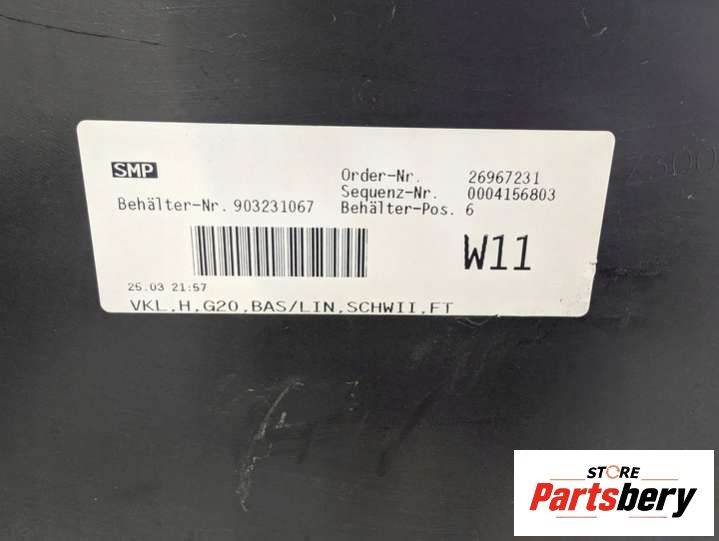 SMP
Order-Nr. 26967231
Sequenz-Nr. 0004156803
Behälter-Nr. 903231067 Behälter-Pos. 6
W11
25.03 21:57
VKL,H,G20,BAS/LIN,SCHWII,FT
STORE
Partsbery